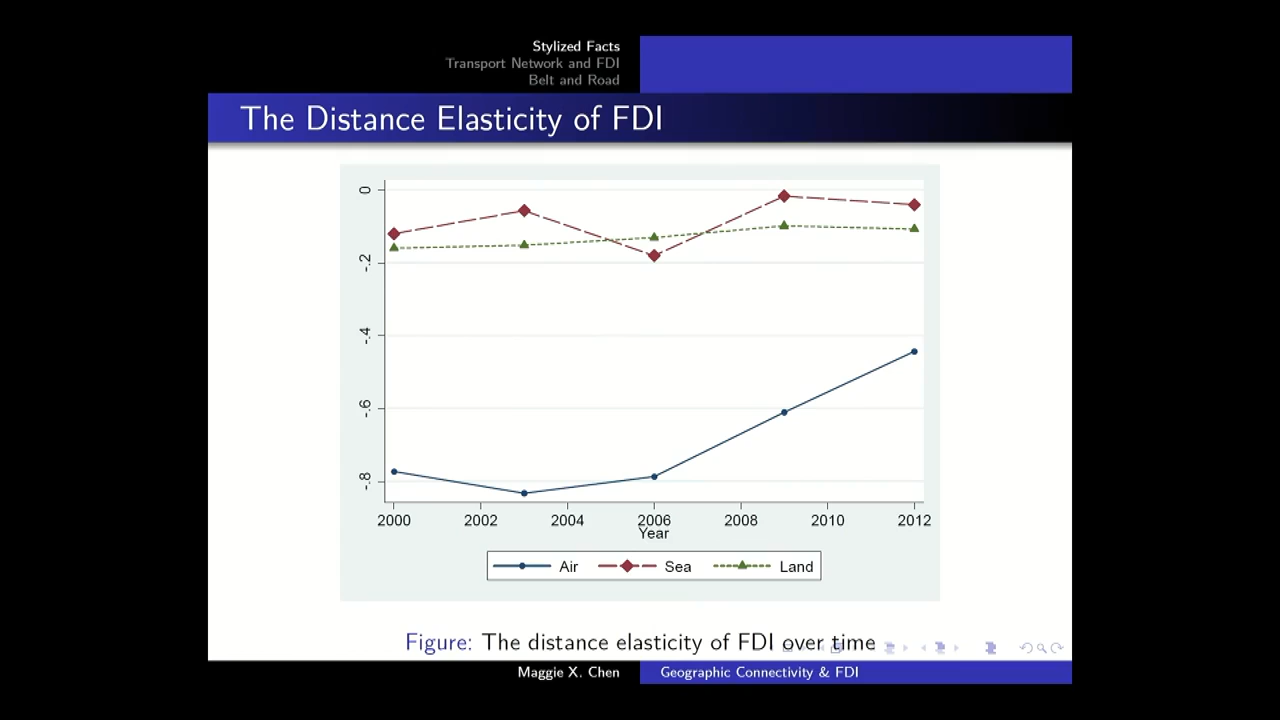 Stylized Facts
Transport Network and FDI
Belt and Road
The Distance Elasticity of FDI
0
-.2
-.4
-.6
-.8
2000 2002 2004 2006 2008 2010 2012
Year
Air Sea Land
Figure: The distance elasticity of FDI over time
Maggie X. Chen Geographic Connectivity & FDI